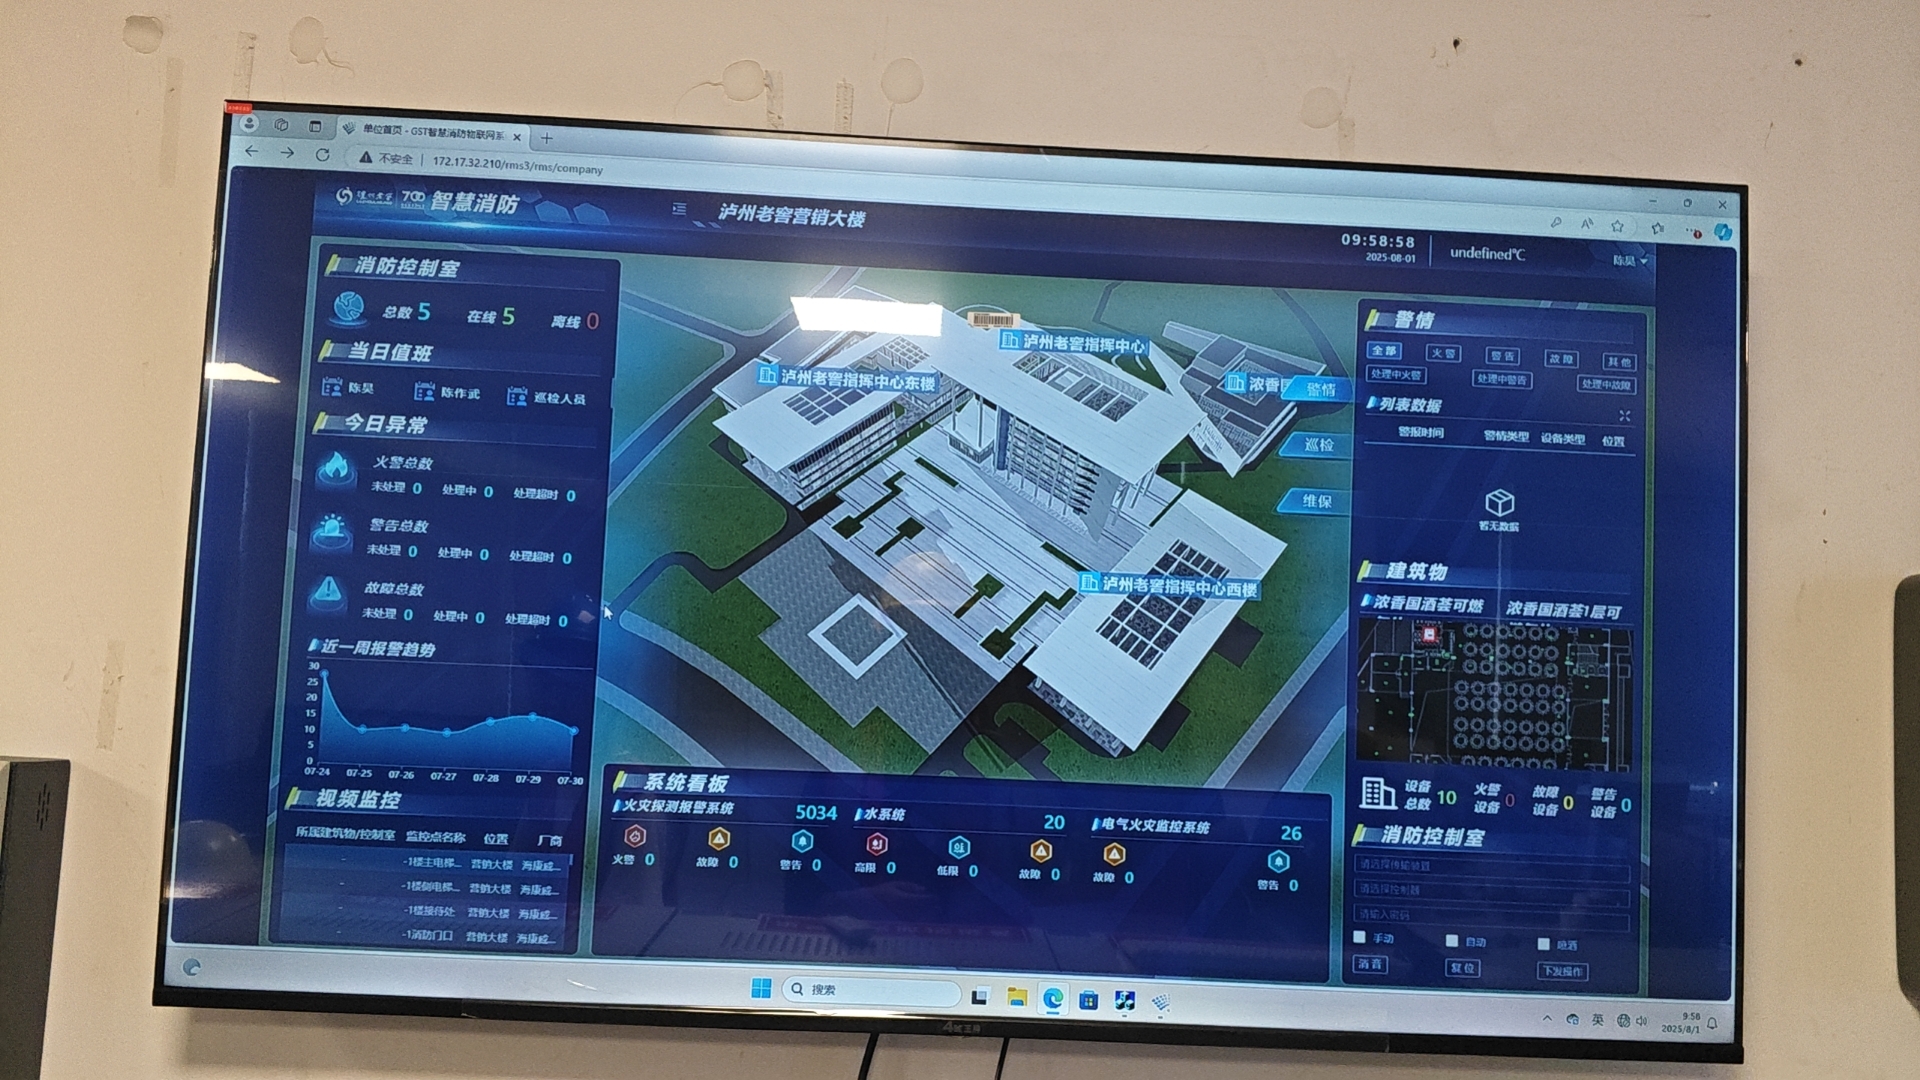 单位首页 - GST智慧消防物联网系
不安全 172.17.32.210/rms3/rms/company
泸州老窖 700 智慧消防
泸州老窖营销大楼
09:58:58
2025-08-01
undefined℃
陈昊
消防控制室
总数 5 在线 5 离线 0
当日值班
陈昊 陈作武 巡检人员
今日异常
火警总数
未处理 0 处理中 0 处理超时 0
警告总数
未处理 0 处理中 0 处理超时 0
故障总数
未处理 0 处理中 0 处理超时 0
近一周报警趋势
30
25
20
15
10
5
0
07-24 07-25 07-26 07-27 07-28 07-29 07-30
视频监控
所属建筑物/控制室 监控点名称 位置 厂商
- -1楼主电梯... 营销大楼 海康威...
- -1楼侧电梯... 营销大楼 海康威...
- -1楼接待处 营销大楼 海康威...
- -1消防门口 营销大楼 海康威...
泸州老窖指挥中心
泸州老窖指挥中心东楼
浓香国
泸州老窖指挥中心西楼
警情
巡检
维保
系统看板
火灾探测报警系统 5034
火警 0 故障 0 警告 0
水系统 20
高限 0 低限 0 故障 0
电气火灾监控系统 26
故障 0 警告 0
警情
全部 火警 警告 故障 其他
处理中火警 处理中警告 处理中故障
列表数据
警报时间 警情类型 设备类型 位置
暂无数据
建筑物
浓香国酒荟可燃 浓香国酒荟1层可
设备总数 10 火警设备 0 故障设备 0 警告设备 0
消防控制室
请选择传输装置
请选择控制器
请输入密码
手动 自动 喷洒
消音 复位 下发操作
搜索
英
9:58
2025/8/1